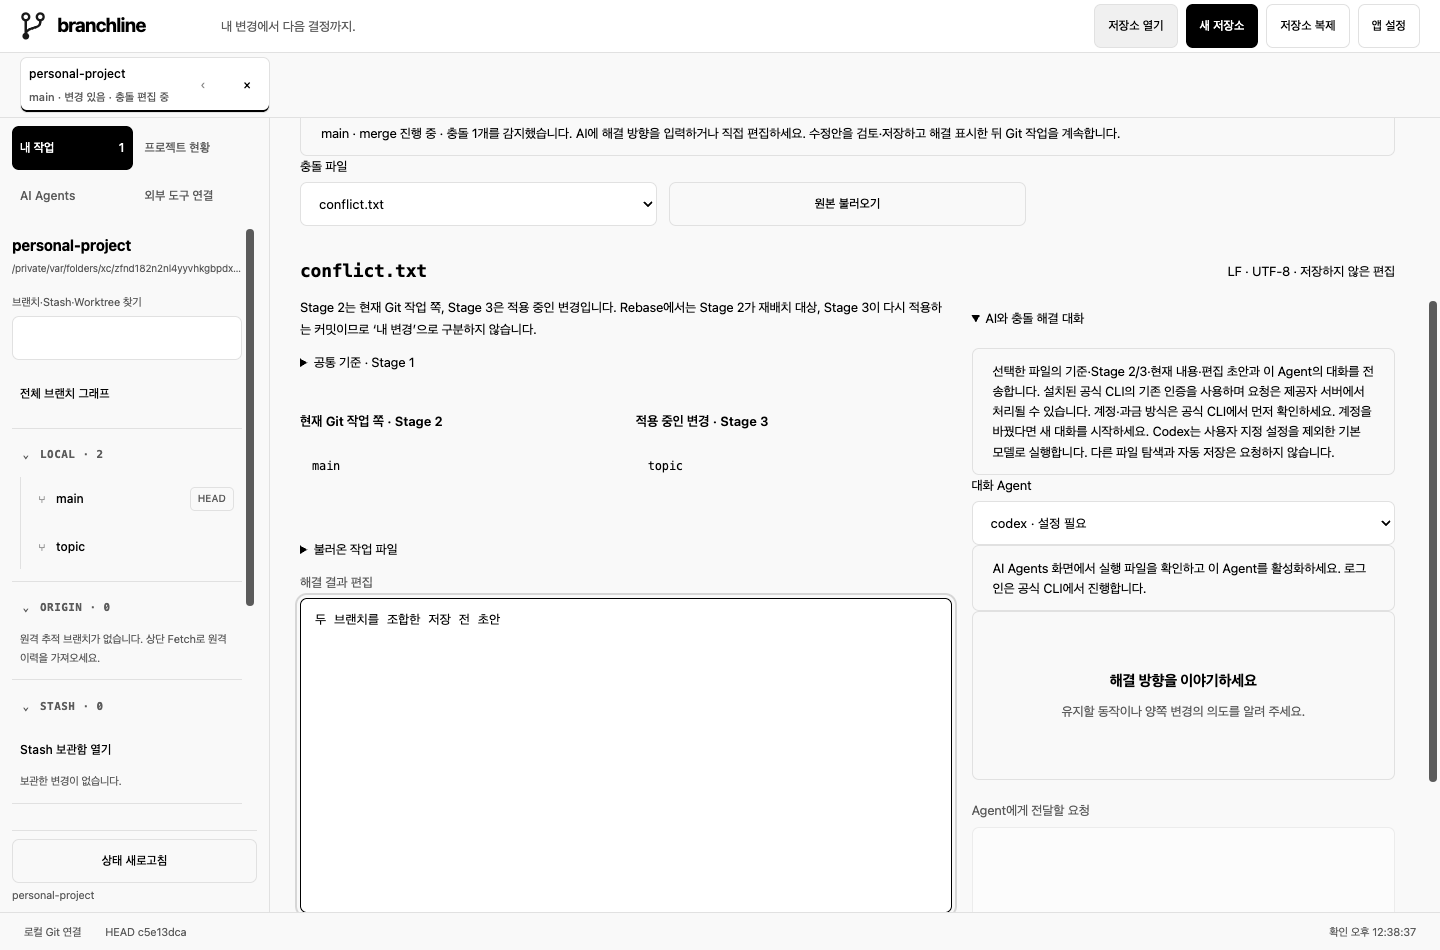 branchline
내 변경에서 다음 결정까지.
저장소 열기
새 저장소
저장소 복제
앱 설정
personal-project
main · 변경 있음 · 충돌 편집 중
‹
×
내 작업 1
프로젝트 현황
AI Agents
외부 도구 연결
personal-project
/private/var/folders/xc/zfnd182n2nl4yyvhkgbpdx...
브랜치·Stash·Worktree 찾기
전체 브랜치 그래프
LOCAL · 2
main HEAD
topic
ORIGIN · 0
원격 추적 브랜치가 없습니다. 상단 Fetch로 원격
이력을 가져오세요.
STASH · 0
Stash 보관함 열기
보관한 변경이 없습니다.
상태 새로고침
personal-project
main · merge 진행 중 · 충돌 1개를 감지했습니다. AI에 해결 방향을 입력하거나 직접 편집하세요. 수정안을 검토·저장하고 해결 표시한 뒤 Git 작업을 계속합니다.
충돌 파일
conflict.txt
원본 불러오기
conflict.txt
LF · UTF-8 · 저장하지 않은 편집
Stage 2는 현재 Git 작업 쪽, Stage 3은 적용 중인 변경입니다. Rebase에서는 Stage 2가 재배치 대상, Stage 3이 다시 적용하
는 커밋이므로 ‘내 변경’으로 구분하지 않습니다.
▶ 공통 기준 · Stage 1
현재 Git 작업 쪽 · Stage 2
적용 중인 변경 · Stage 3
main
topic
▶ 불러온 작업 파일
해결 결과 편집
두 브랜치를 조합한 저장 전 초안
▼ AI와 충돌 해결 대화
선택한 파일의 기준·Stage 2/3·현재 내용·편집 초안과 이 Agent의 대화를 전
송합니다. 설치된 공식 CLI의 기존 인증을 사용하며 요청은 제공자 서버에서
처리될 수 있습니다. 계정·과금 방식은 공식 CLI에서 먼저 확인하세요. 계정을
바꿨다면 새 대화를 시작하세요. Codex는 사용자 지정 설정을 제외한 기본
모델로 실행합니다. 다른 파일 탐색과 자동 저장은 요청하지 않습니다.
대화 Agent
codex · 설정 필요
AI Agents 화면에서 실행 파일을 확인하고 이 Agent를 활성화하세요. 로그
인은 공식 CLI에서 진행합니다.
해결 방향을 이야기하세요
유지할 동작이나 양쪽 변경의 의도를 알려 주세요.
Agent에게 전달할 요청
로컬 Git 연결
HEAD c5e13dca
확인 오후 12:38:37